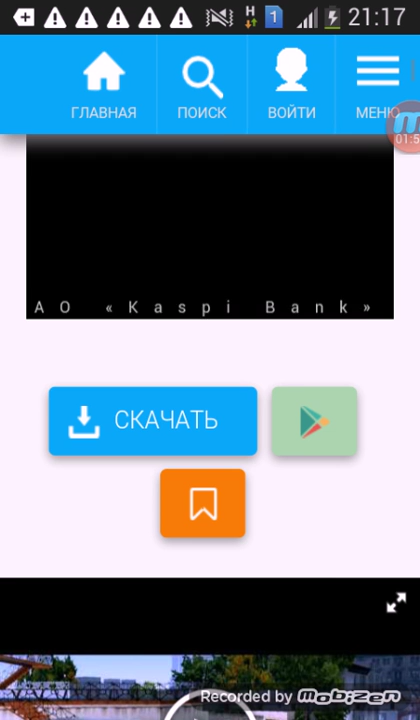 H 1 21:17
ГЛАВНАЯ ПОИСК ВОЙТИ МЕНЮ
01:5
АО «Kaspi Bank»
СКАЧАТЬ
Recorded by mobizen